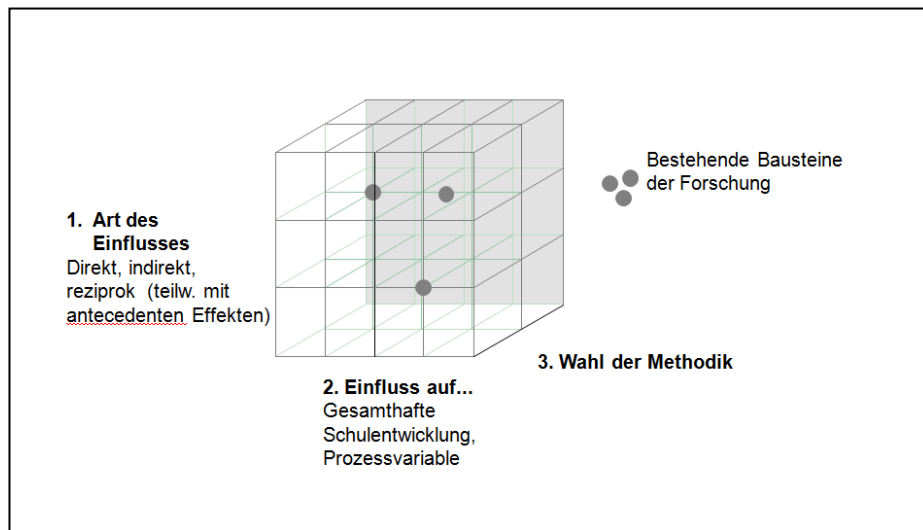 Bestehende Bausteine
der Forschung
1. Art des
Einflusses
Direkt, indirekt,
reziprok (teilw. mit
antecedenten Effekten)
3. Wahl der Methodik
2. Einfluss auf...
Gesamthafte
Schulentwicklung,
Prozessvariable